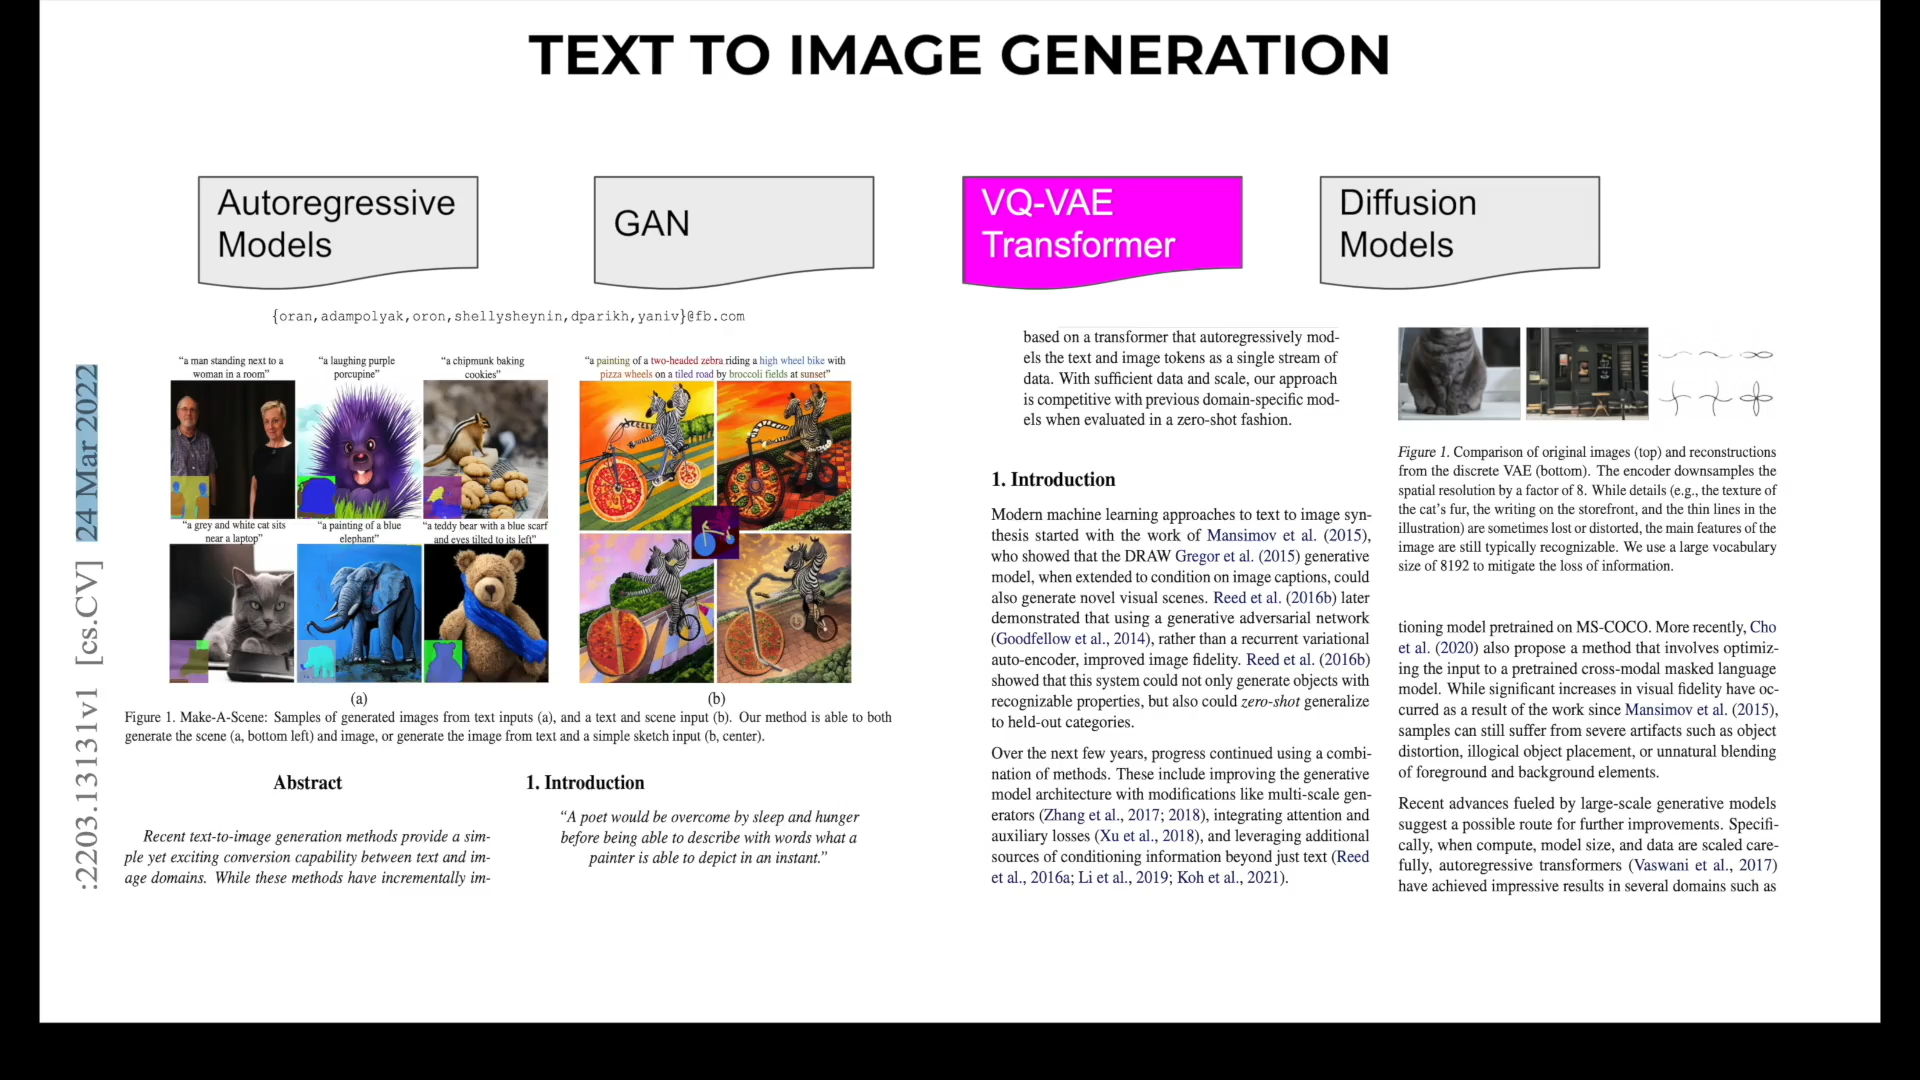 TEXT TO IMAGE GENERATION
Autoregressive
Models
GAN
VQ-VAE
Transformer
Diffusion
Models
:2203.13131v1 [cs.CV] 24 Mar 2022
{oran,adampolyak,oron,shellysheynin,dparikh,yaniv}@fb.com
“a man standing next to a
woman in a room”
“a laughing purple
porcupine”
“a chipmunk baking
cookies”
“a grey and white cat sits
near a laptop”
“a painting of a blue
elephant”
“a teddy bear with a blue scarf
and eyes tilted to its left”
(a)
“a painting of a two-headed zebra riding a high wheel bike with
pizza wheels on a tiled road by broccoli fields at sunset”
(b)
Figure 1. Make-A-Scene: Samples of generated images from text inputs (a), and a text and scene input (b). Our method is able to both
generate the scene (a, bottom left) and image, or generate the image from text and a simple sketch input (b, center).
Abstract
Recent text-to-image generation methods provide a sim-
ple yet exciting conversion capability between text and im-
age domains. While these methods have incrementally im-
1. Introduction
“A poet would be overcome by sleep and hunger
before being able to describe with words what a
painter is able to depict in an instant.”
based on a transformer that autoregressively mod-
els the text and image tokens as a single stream of
data. With sufficient data and scale, our approach
is competitive with previous domain-specific mod-
els when evaluated in a zero-shot fashion.
1. Introduction
Modern machine learning approaches to text to image syn-
thesis started with the work of Mansimov et al. (2015),
who showed that the DRAW Gregor et al. (2015) generative
model, when extended to condition on image captions, could
also generate novel visual scenes. Reed et al. (2016b) later
demonstrated that using a generative adversarial network
(Goodfellow et al., 2014), rather than a recurrent variational
auto-encoder, improved image fidelity. Reed et al. (2016b)
showed that this system could not only generate objects with
recognizable properties, but also could zero-shot generalize
to held-out categories.
Over the next few years, progress continued using a combi-
nation of methods. These include improving the generative
model architecture with modifications like multi-scale gen-
erators (Zhang et al., 2017; 2018), integrating attention and
auxiliary losses (Xu et al., 2018), and leveraging additional
sources of conditioning information beyond just text (Reed
et al., 2016a; Li et al., 2019; Koh et al., 2021).
Figure 1. Comparison of original images (top) and reconstructions
from the discrete VAE (bottom). The encoder downsamples the
spatial resolution by a factor of 8. While details (e.g., the texture of
the cat’s fur, the writing on the storefront, and the thin lines in the
illustration) are sometimes lost or distorted, the main features of the
image are still typically recognizable. We use a large vocabulary
size of 8192 to mitigate the loss of information.
tioning model pretrained on MS-COCO. More recently, Cho
et al. (2020) also propose a method that involves optimiz-
ing the input to a pretrained cross-modal masked language
model. While significant increases in visual fidelity have oc-
curred as a result of the work since Mansimov et al. (2015),
samples can still suffer from severe artifacts such as object
distortion, illogical object placement, or unnatural blending
of foreground and background elements.
Recent advances fueled by large-scale generative models
suggest a possible route for further improvements. Specifi-
cally, when compute, model size, and data are scaled care-
fully, autoregressive transformers (Vaswani et al., 2017)
have achieved impressive results in several domains such as